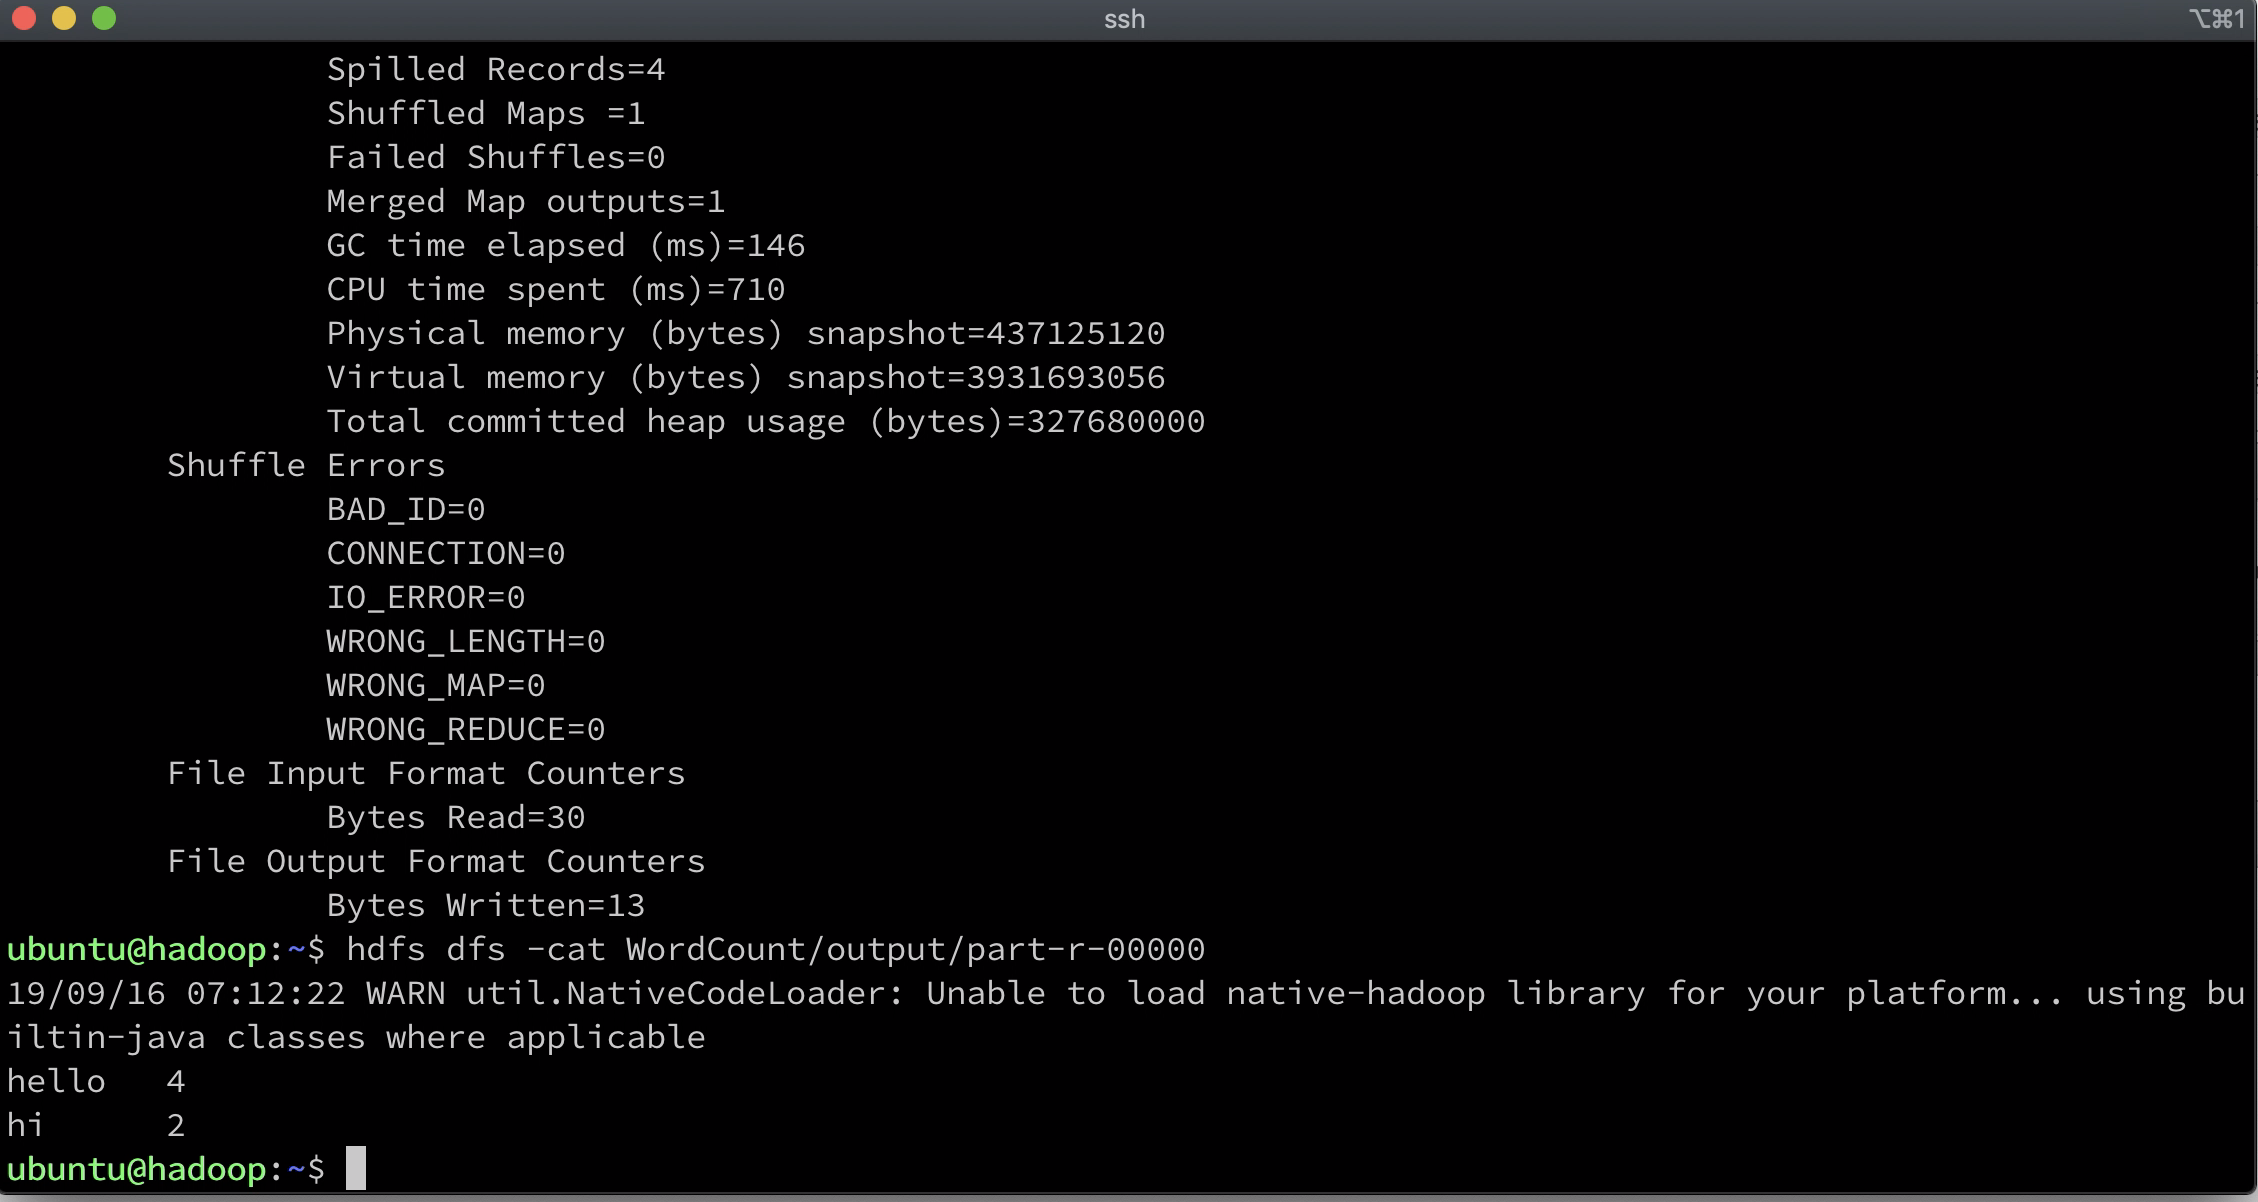 ssh
⌥⌘1
Spilled Records=4
Shuffled Maps =1
Failed Shuffles=0
Merged Map outputs=1
GC time elapsed (ms)=146
CPU time spent (ms)=710
Physical memory (bytes) snapshot=437125120
Virtual memory (bytes) snapshot=3931693056
Total committed heap usage (bytes)=327680000
Shuffle Errors
BAD_ID=0
CONNECTION=0
IO_ERROR=0
WRONG_LENGTH=0
WRONG_MAP=0
WRONG_REDUCE=0
File Input Format Counters
Bytes Read=30
File Output Format Counters
Bytes Written=13
ubuntu@hadoop:~$ hdfs dfs -cat WordCount/output/part-r-00000
19/09/16 07:12:22 WARN util.NativeCodeLoader: Unable to load native-hadoop library for your platform... using bu
iltin-java classes where applicable
hello 4
hi 2
ubuntu@hadoop:~$